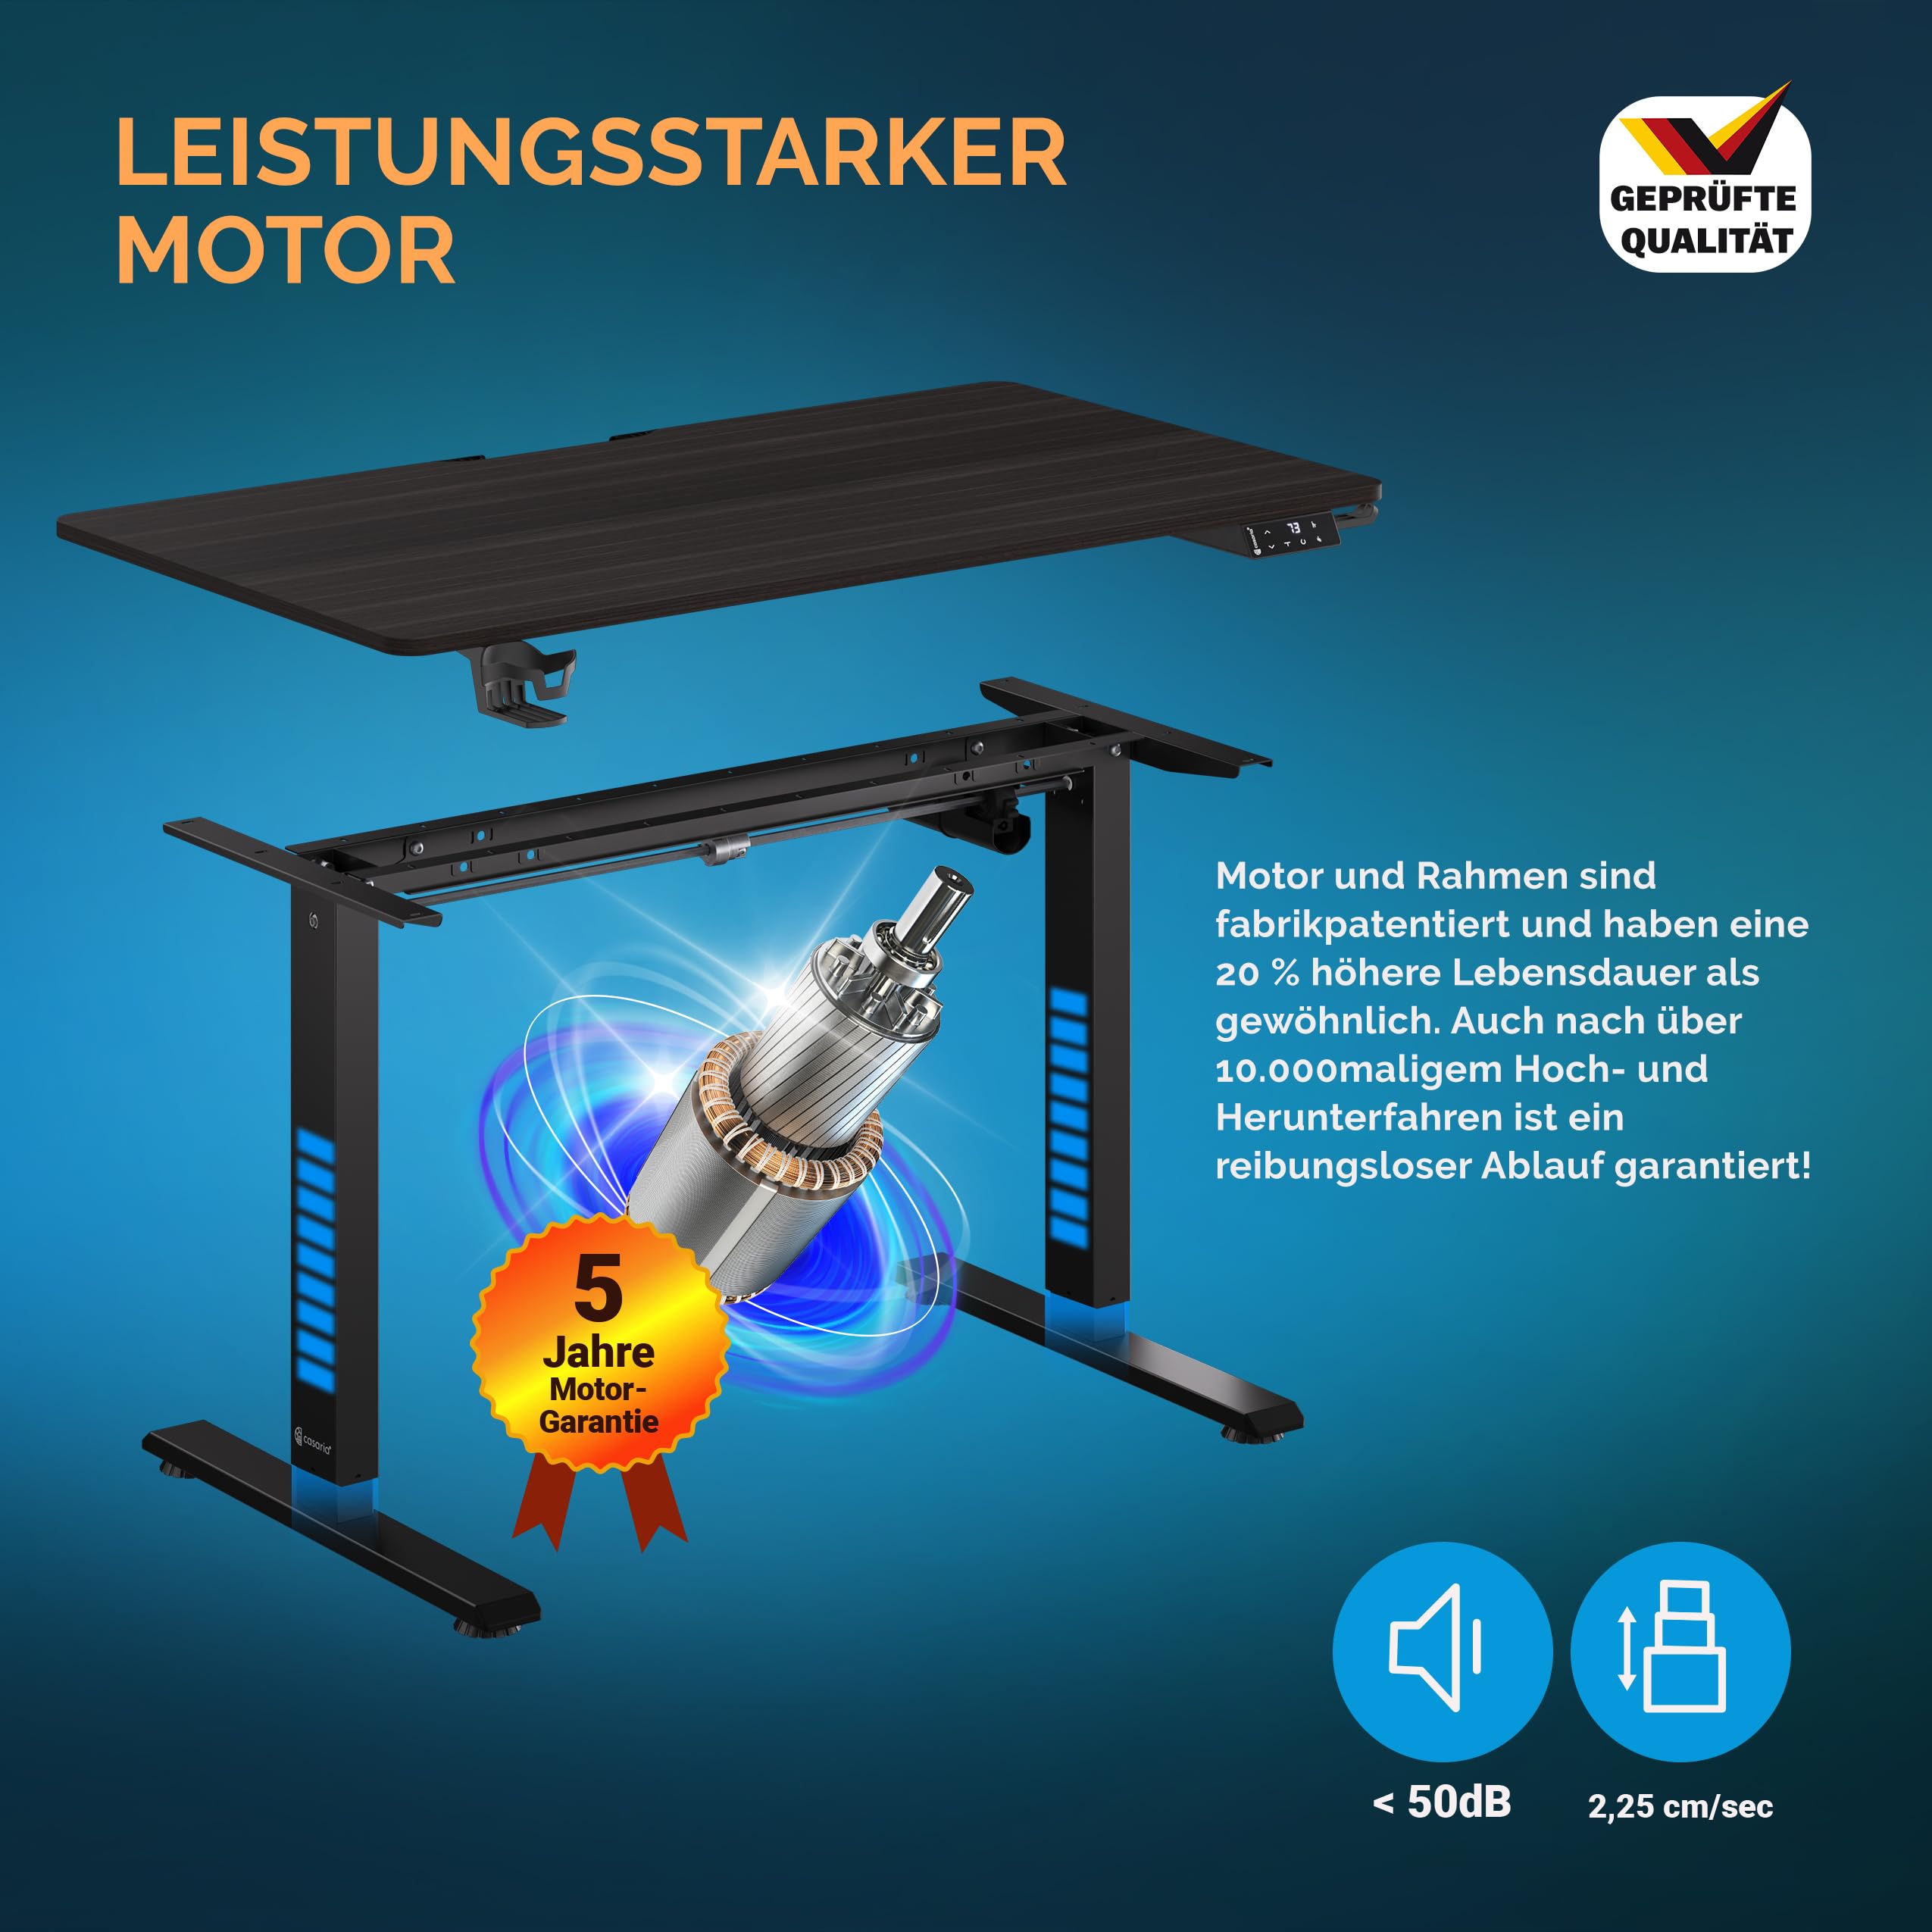 LEISTUNGSSTARKER
MOTOR
GEPRÜFTE
QUALITÄT
73
Motor und Rahmen sind
fabrikpatentiert und haben eine
20 % höhere Lebensdauer als
gewöhnlich. Auch nach über
10.000maligem Hoch- und
Herunterfahren ist ein
reibungsloser Ablauf garantiert!
5
Jahre
Motor-
Garantie
casaria®
< 50dB
2,25 cm/sec